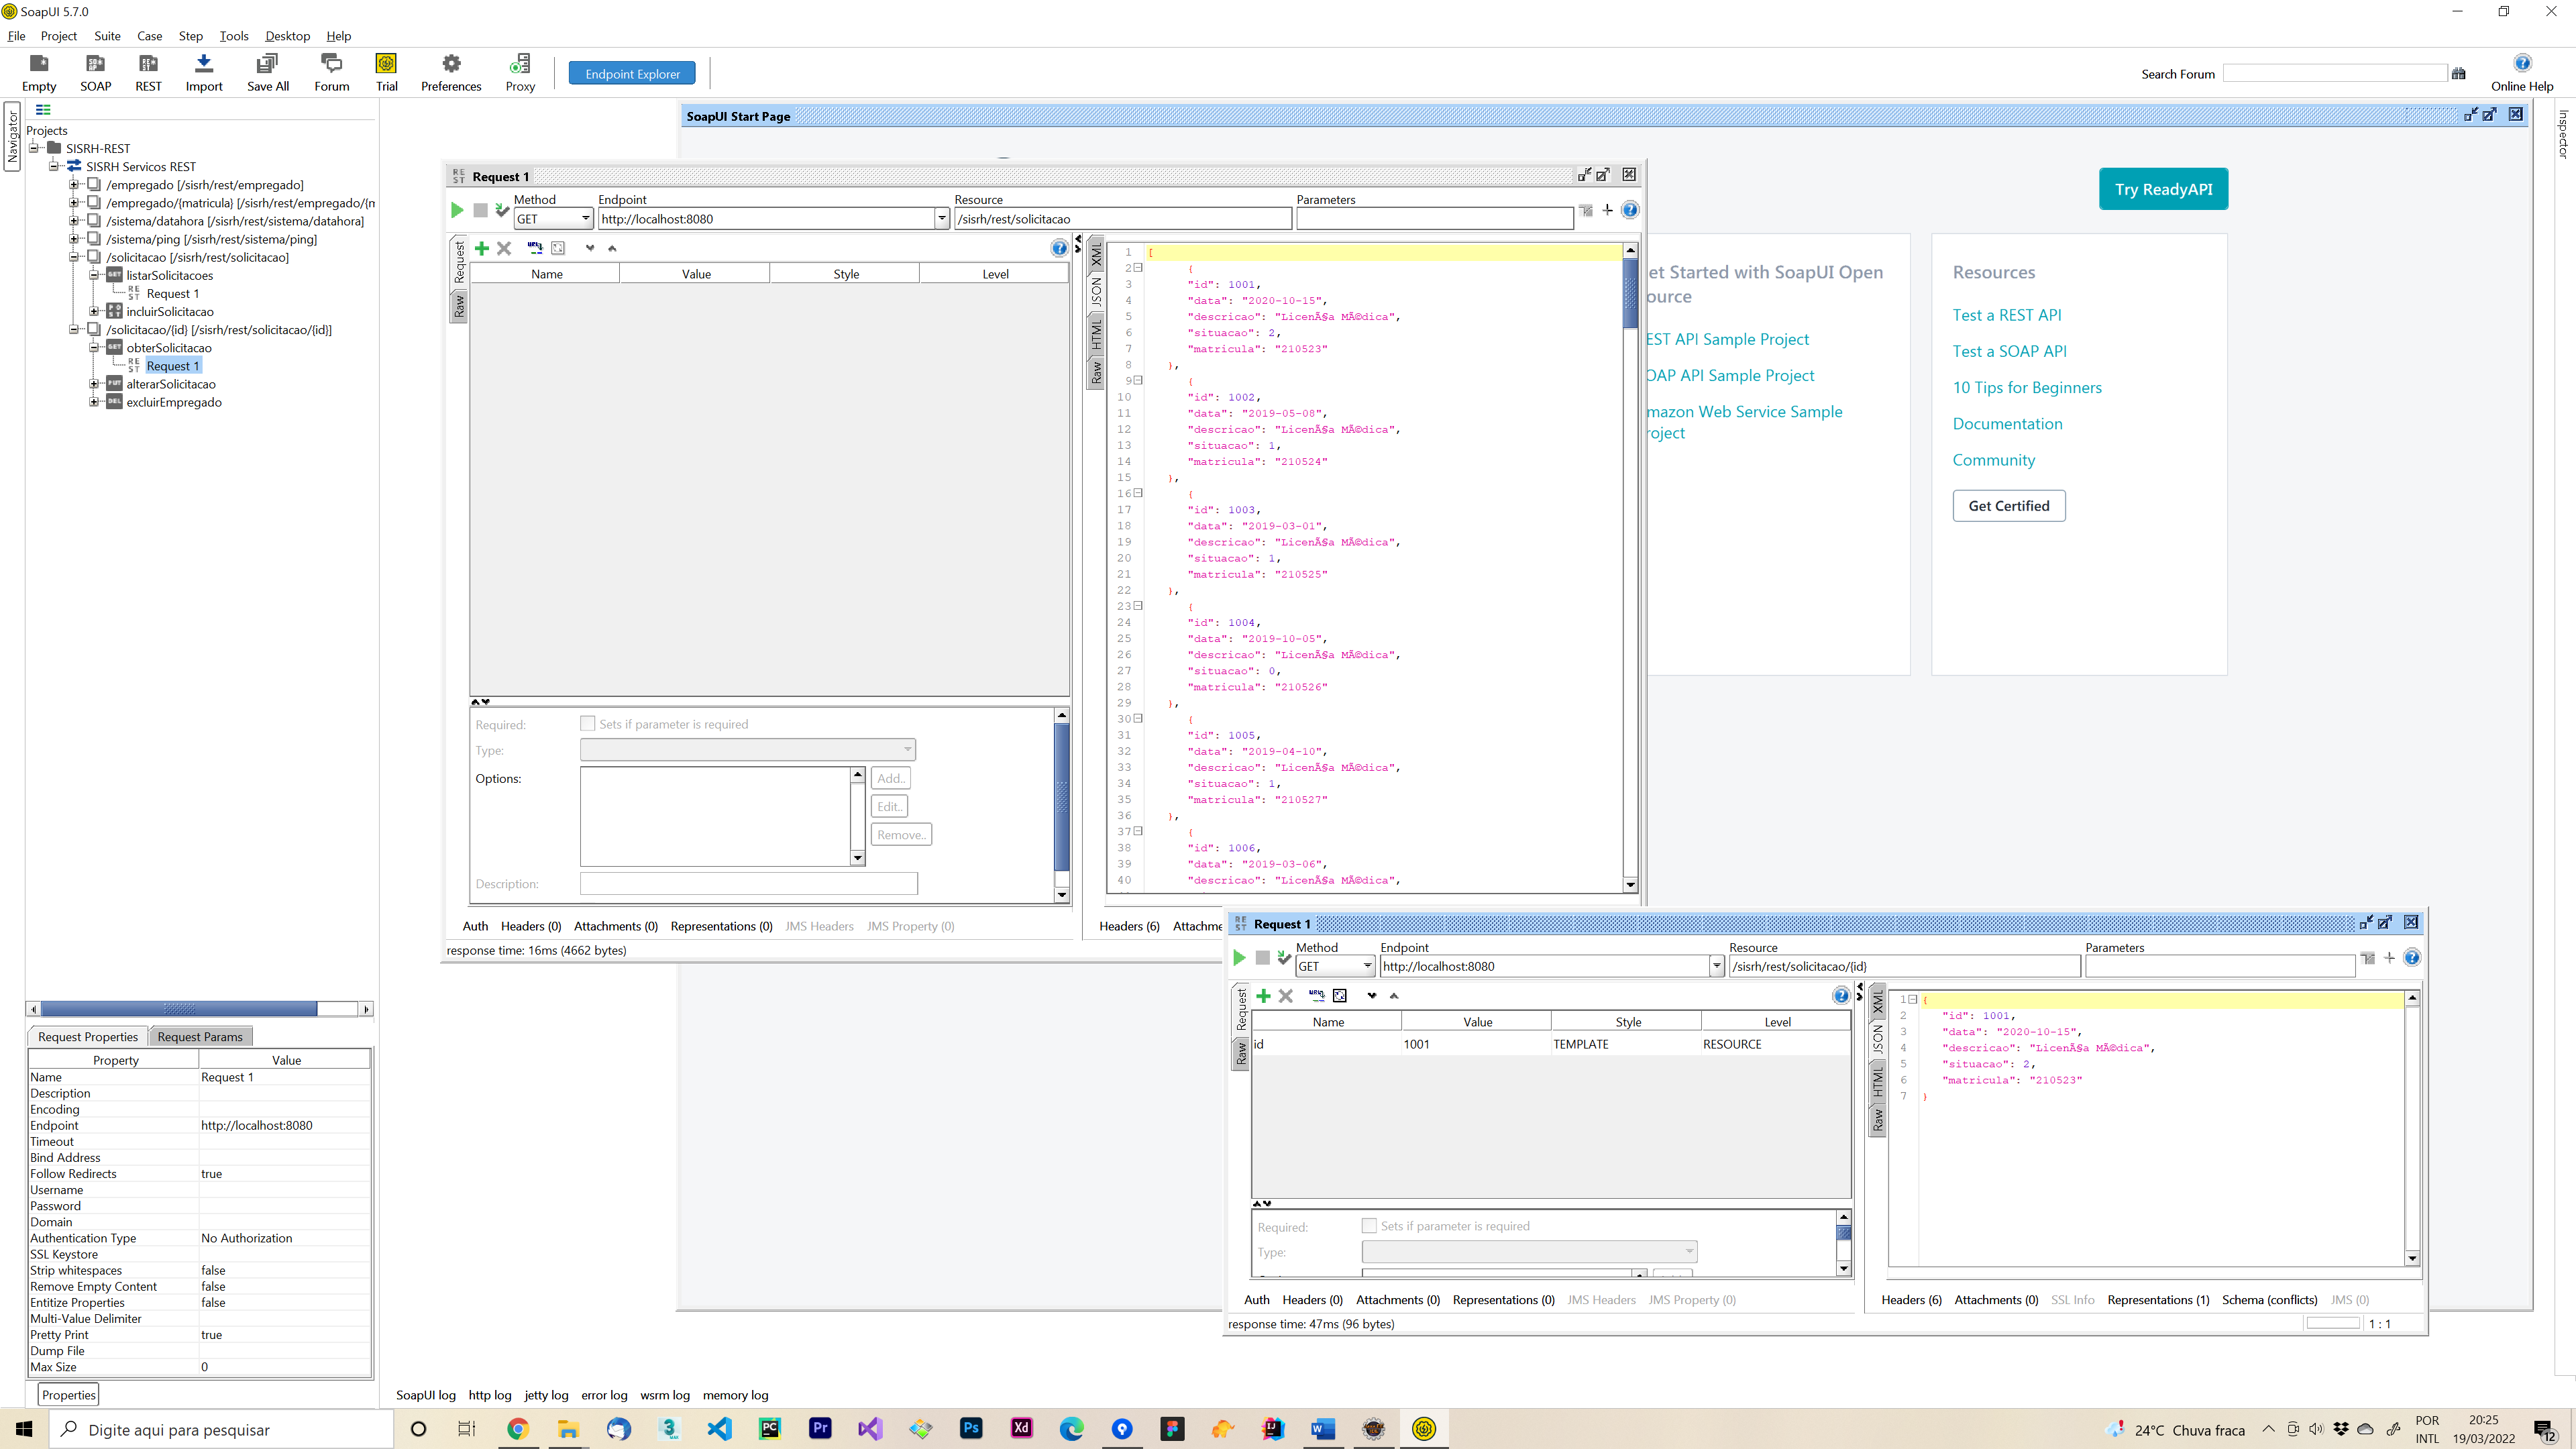 SoapUI 5.7.0
File Project Suite Case Step Tools Desktop Help
Empty SOAP REST Import Save All Forum Trial Preferences Proxy Endpoint Explorer Search Forum Online Help
Navigator
Projects
SISRH-REST
SISRH Servicos REST
/empregado [/sisrh/rest/empregado]
/empregado/{matricula} [/sisrh/rest/empregado/{m
/sistema/datahora [/sisrh/rest/sistema/datahora]
/sistema/ping [/sisrh/rest/sistema/ping]
/solicitacao [/sisrh/rest/solicitacao]
GET listarSolicitacoes
REST Request 1
POST incluirSolicitacao
/solicitacao/{id} [/sisrh/rest/solicitacao/{id}]
GET obterSolicitacao
REST Request 1
PUT alterarSolicitacao
DEL excluirEmpregado
Request Properties Request Params
Property Value
Name Request 1
Description
Encoding
Endpoint http://localhost:8080
Timeout
Bind Address
Follow Redirects true
Username
Password
Domain
Authentication Type No Authorization
SSL Keystore
Strip whitespaces false
Remove Empty Content false
Entitize Properties false
Multi-Value Delimiter
Pretty Print true
Dump File
Max Size 0
Properties
SoapUI Start Page
Inspector
Try ReadyAPI
et Started with SoapUI Open
ource
EST API Sample Project
OAP API Sample Project
mazon Web Service Sample
roject
Resources
Test a REST API
Test a SOAP API
10 Tips for Beginners
Documentation
Community
Get Certified
REST Request 1
Method Endpoint Resource Parameters
GET http://localhost:8080 /sisrh/rest/solicitacao
Request
Raw
Name Value Style Level
Required: Sets if parameter is required
Type:
Options: Add..
Edit..
Remove..
Description:
Auth Headers (0) Attachments (0) Representations (0) JMS Headers JMS Property (0)
response time: 16ms (4662 bytes)
XML
JSON
HTML
Raw
1 [
2 {
3 "id": 1001,
4 "data": "2020-10-15",
5 "descricao": "LicenÃ§a MÃ©dica",
6 "situacao": 2,
7 "matricula": "210523"
8 },
9 {
10 "id": 1002,
11 "data": "2019-05-08",
12 "descricao": "LicenÃ§a MÃ©dica",
13 "situacao": 1,
14 "matricula": "210524"
15 },
16 {
17 "id": 1003,
18 "data": "2019-03-01",
19 "descricao": "LicenÃ§a MÃ©dica",
20 "situacao": 1,
21 "matricula": "210525"
22 },
23 {
24 "id": 1004,
25 "data": "2019-10-05",
26 "descricao": "LicenÃ§a MÃ©dica",
27 "situacao": 0,
28 "matricula": "210526"
29 },
30 {
31 "id": 1005,
32 "data": "2019-04-10",
33 "descricao": "LicenÃ§a MÃ©dica",
34 "situacao": 1,
35 "matricula": "210527"
36 },
37 {
38 "id": 1006,
39 "data": "2019-03-06",
40 "descricao": "LicenÃ§a MÃ©dica",
Headers (6) Attachme
REST Request 1
Method Endpoint Resource Parameters
GET http://localhost:8080 /sisrh/rest/solicitacao/{id}
Request
Raw
Name Value Style Level
id 1001 TEMPLATE RESOURCE
Required: Sets if parameter is required
Type:
Auth Headers (0) Attachments (0) Representations (0) JMS Headers JMS Property (0)
response time: 47ms (96 bytes)
XML
JSON
HTML
Raw
1 {
2 "id": 1001,
3 "data": "2020-10-15",
4 "descricao": "LicenÃ§a MÃ©dica",
5 "situacao": 2,
6 "matricula": "210523"
7 }
Headers (6) Attachments (0) SSL Info Representations (1) Schema (conflicts) JMS (0)
1 : 1
SoapUI log http log jetty log error log wsrm log memory log
Digite aqui para pesquisar
24°C Chuva fraca
POR
INTL
20:25
19/03/2022
12